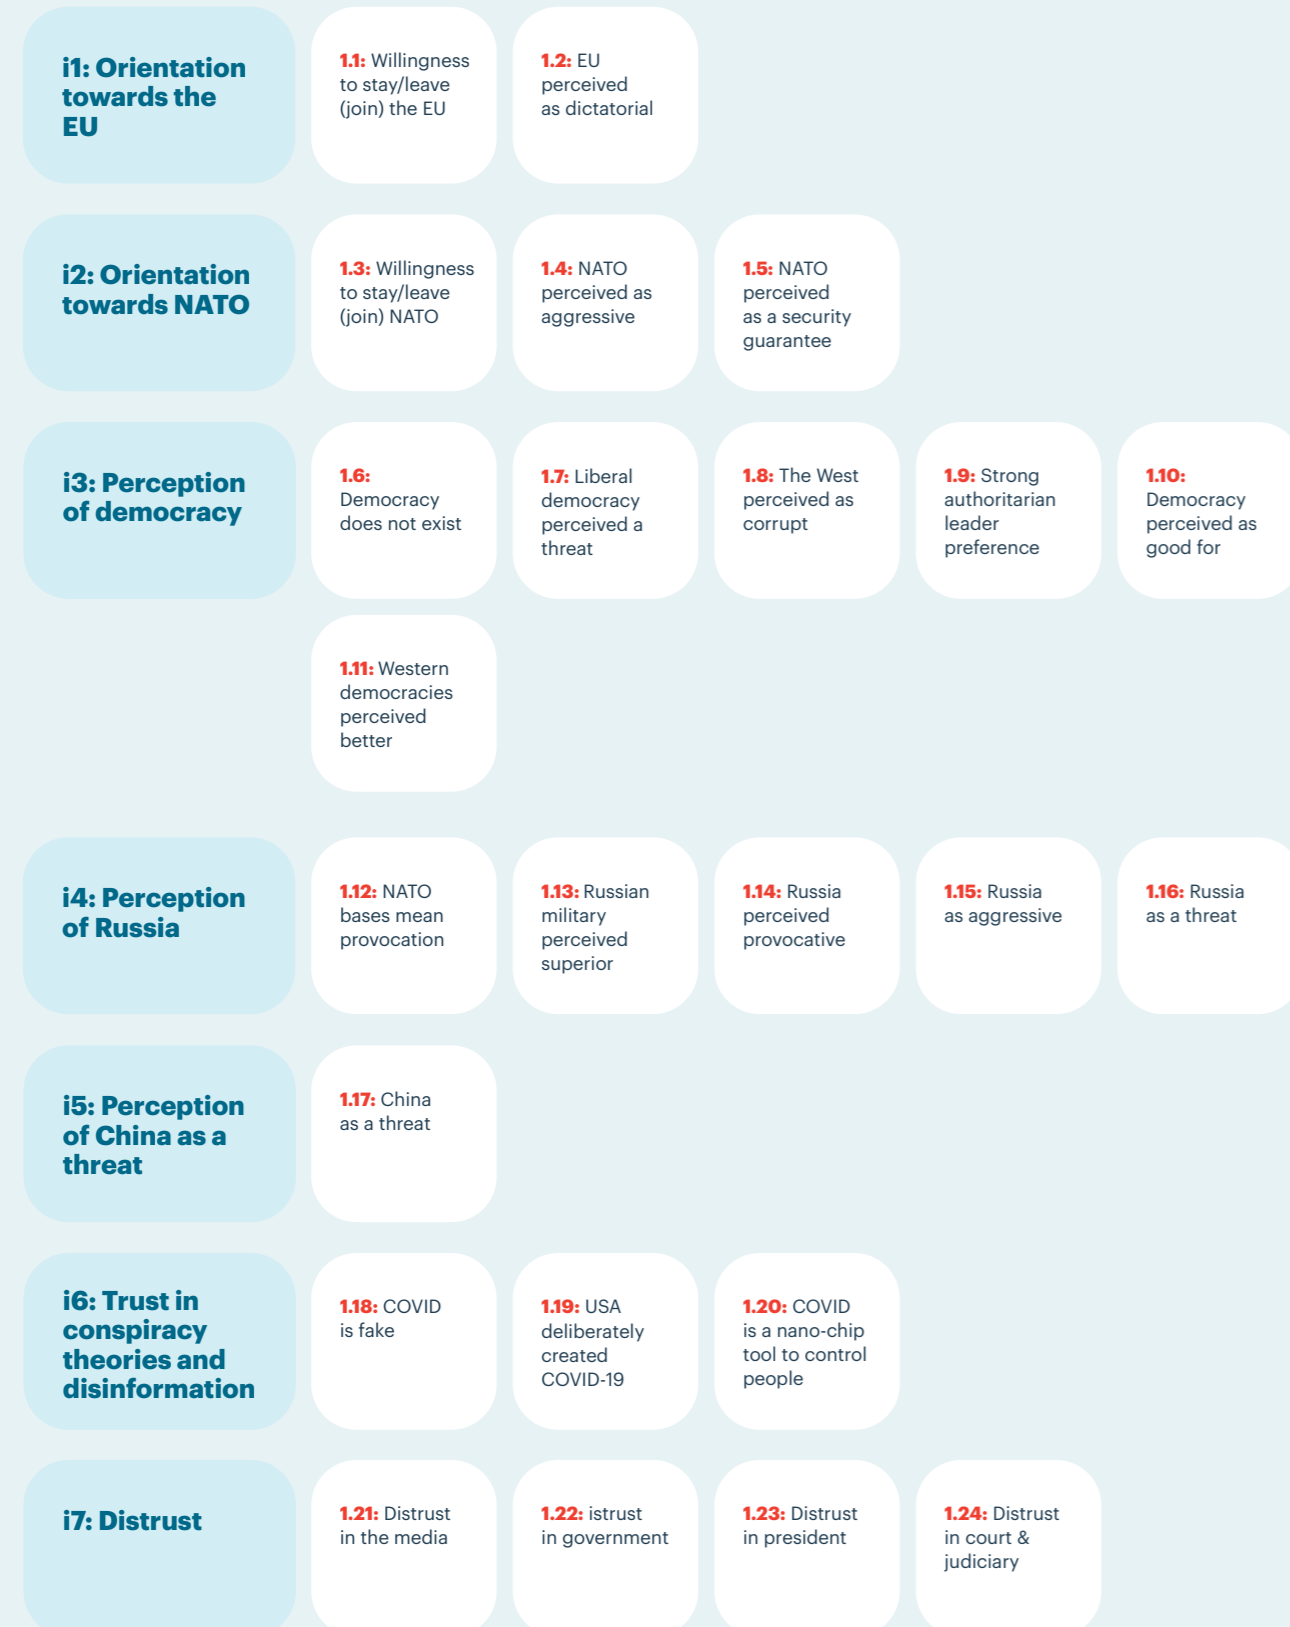 i1: Orientation
towards the
EU
1.1: Willingness
to stay/leave
(join) the EU
1.2: EU
perceived
as dictatorial
i2: Orientation
towards NATO
1.3: Willingness
to stay/leave
(join) NATO
1.4: NATO
perceived as
aggressive
1.5: NATO
perceived
as a security
guarantee
i3: Perception
of democracy
1.6:
Democracy
does not exist
1.7: Liberal
democracy
perceived a
threat
1.8: The West
perceived as
corrupt
1.9: Strong
authoritarian
leader
preference
1.10:
Democracy
perceived as
good for
1.11: Western
democracies
perceived
better
i4: Perception
of Russia
1.12: NATO
bases mean
provocation
1.13: Russian
military
perceived
superior
1.14: Russia
perceived
provocative
1.15: Russia
as aggressive
1.16: Russia
as a threat
i5: Perception
of China as a
threat
1.17: China
as a threat
i6: Trust in
conspiracy
theories and
disinformation
1.18: COVID
is fake
1.19: USA
deliberately
created
COVID-19
1.20: COVID
is a nano-chip
tool to control
people
i7: Distrust
1.21: Distrust
in the media
1.22: istrust
in government
1.23: Distrust
in president
1.24: Distrust
in court &
judiciary